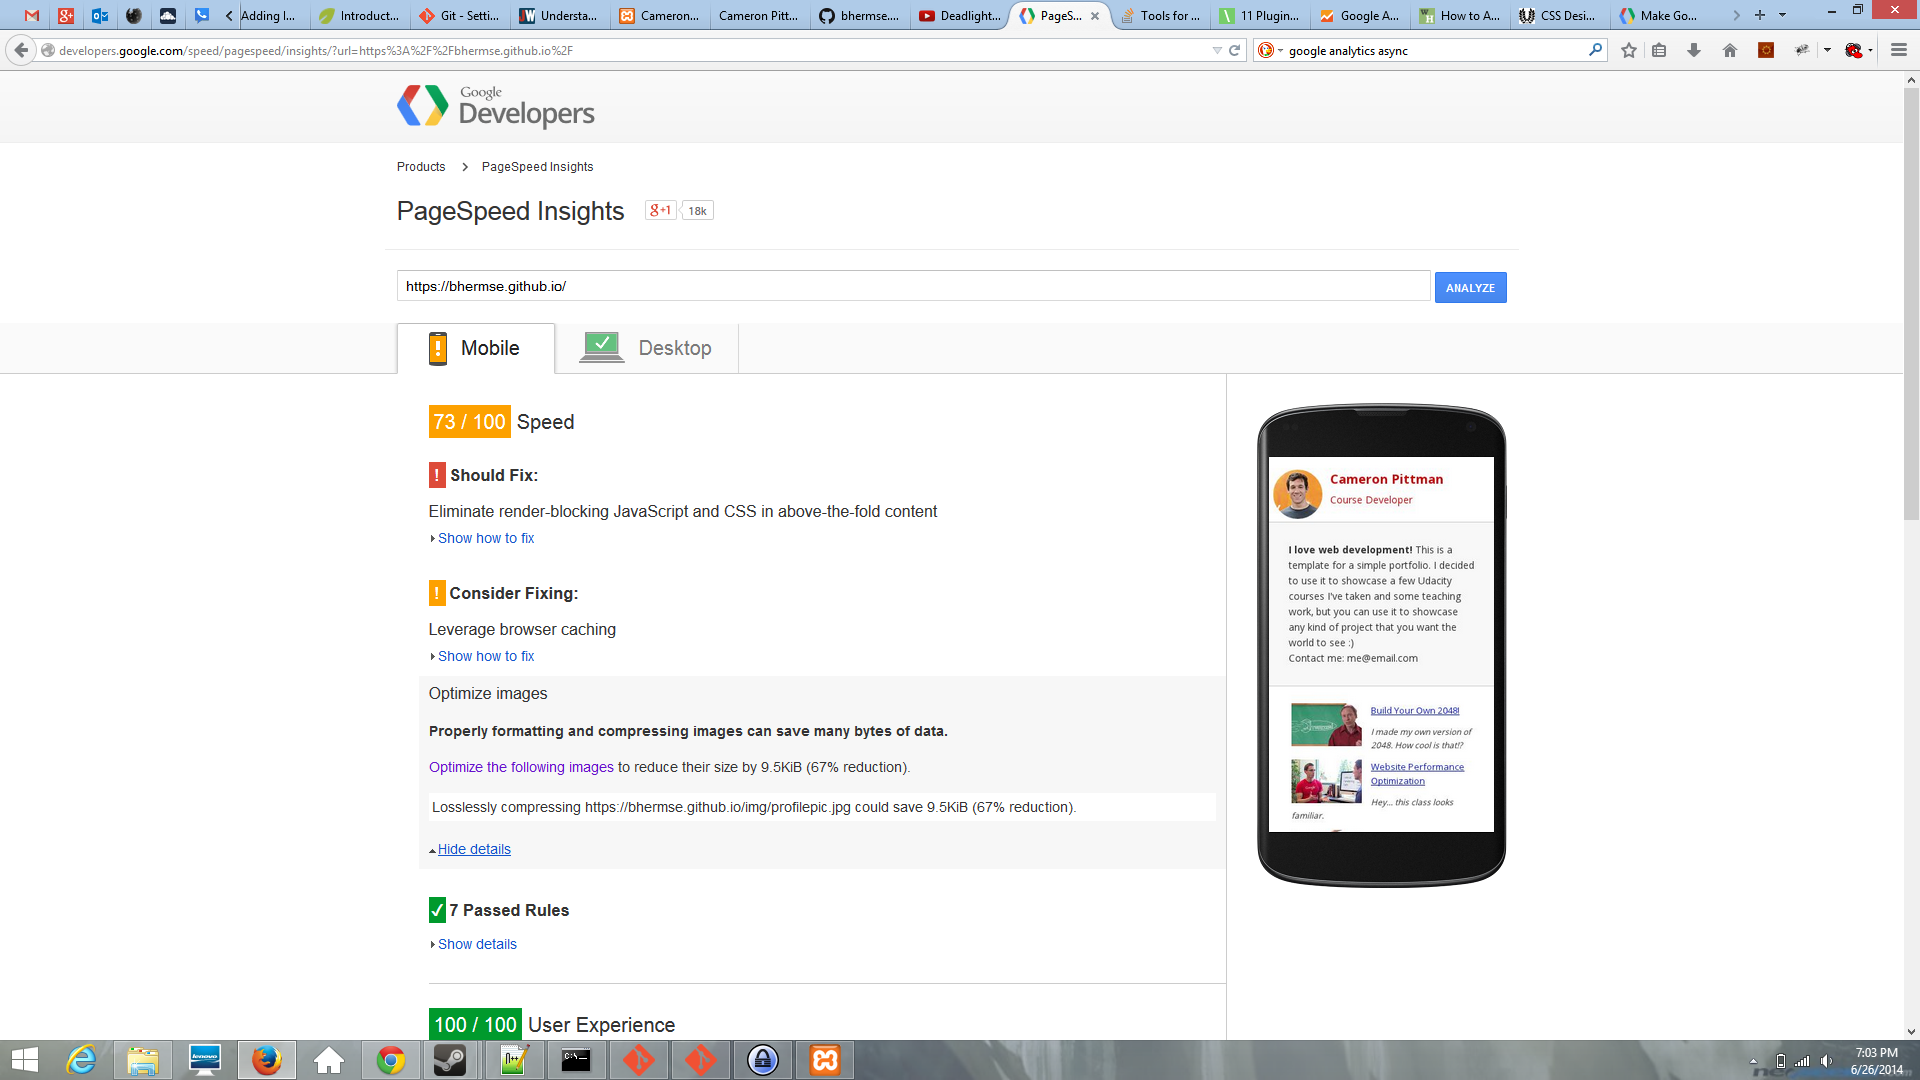 Adding I...
Introduct...
Git - Setti...
Understa...
Cameron...
Cameron Pitt...
bhermse....
Deadlight...
PageS...
Tools for ...
11 Plugin...
Google A...
How to A...
CSS Desi...
Make Go...
developers.google.com/speed/pagespeed/insights/?url=https%3A%2F%2Fbhermse.github.io%2F
google analytics async
Google
Developers
Products > PageSpeed Insights
PageSpeed Insights
g+1 18k
https://bhermse.github.io/
ANALYZE
Mobile
Desktop
73 / 100 Speed
! Should Fix:
Eliminate render-blocking JavaScript and CSS in above-the-fold content
Show how to fix
! Consider Fixing:
Leverage browser caching
Show how to fix
Optimize images
Properly formatting and compressing images can save many bytes of data.
Optimize the following images to reduce their size by 9.5KiB (67% reduction).
Losslessly compressing https://bhermse.github.io/img/profilepic.jpg could save 9.5KiB (67% reduction).
Hide details
7 Passed Rules
Show details
100 / 100 User Experience
Cameron Pittman
Course Developer
I love web development! This is a
template for a simple portfolio. I decided
to use it to showcase a few Udacity
courses I've taken and some teaching
work, but you can use it to showcase
any kind of project that you want the
world to see :)
Contact me: me@email.com
Build Your Own 2048!
I made my own version of
2048. How cool is that!?
Website Performance
Optimization
Hey... this class looks
familiar.
lenovo
7:03 PM
6/26/2014